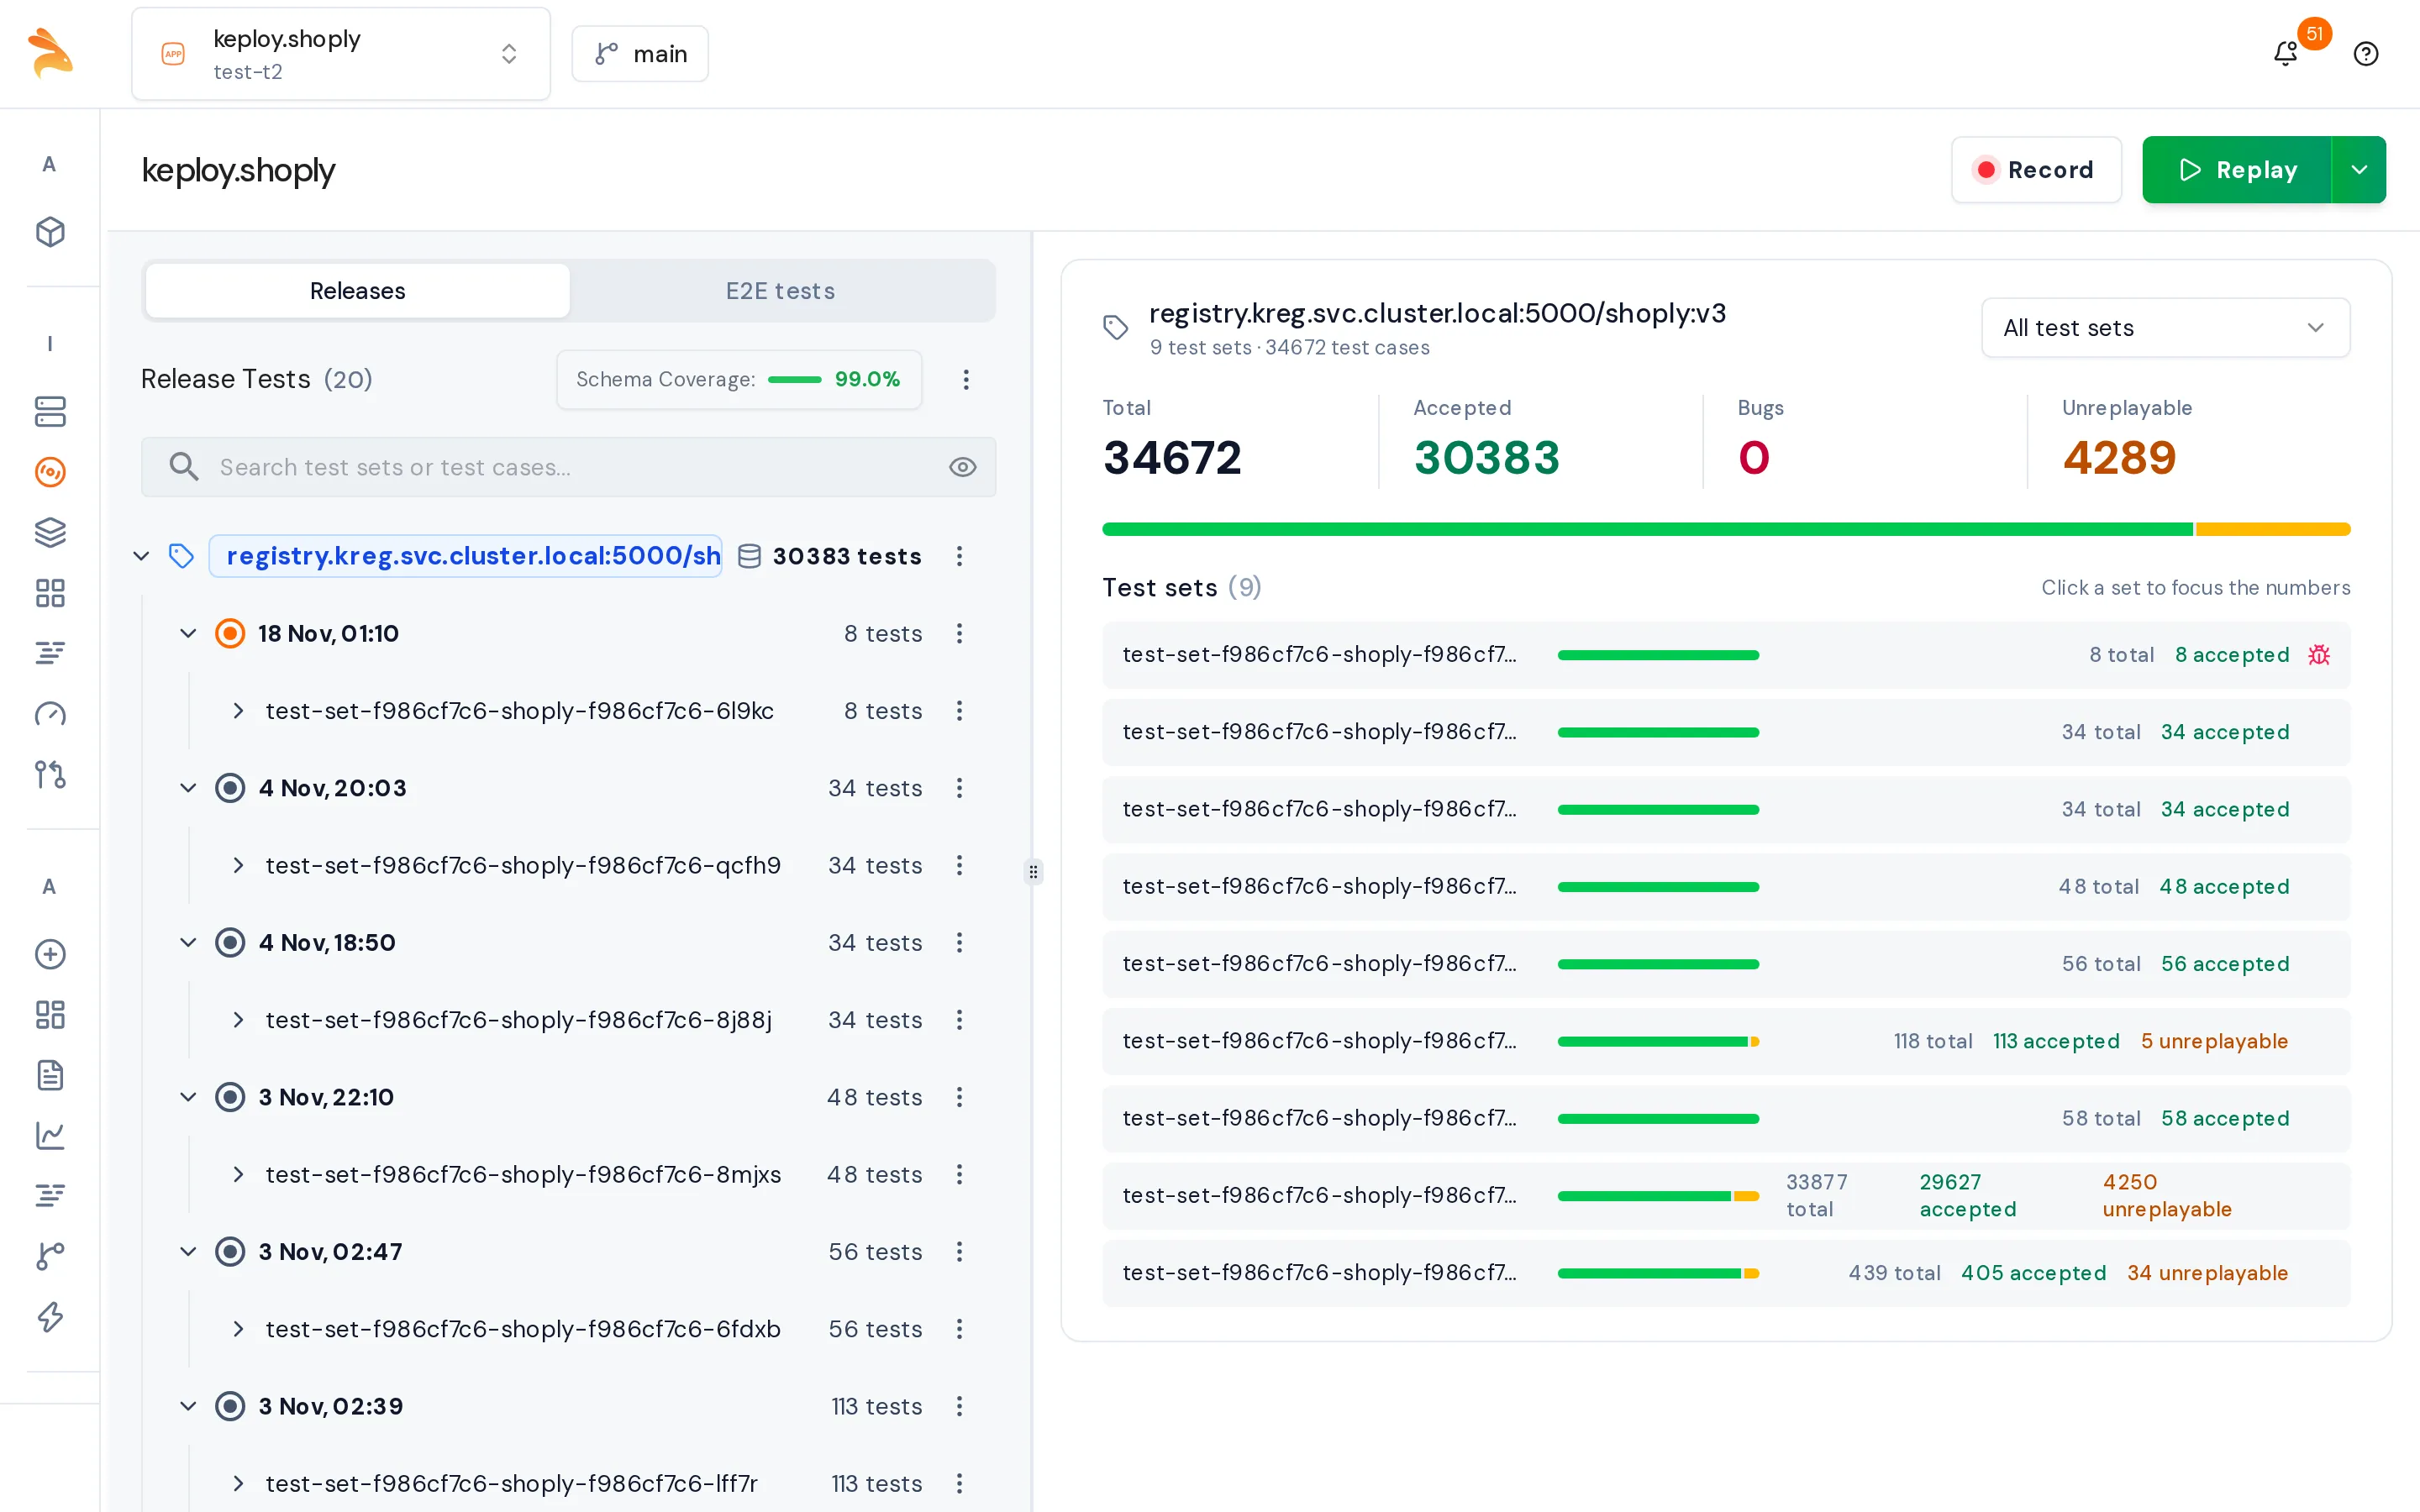 APP
keploy.shoply
test-t2
main
51
keploy.shoply
Record
Replay
A
I
A
Releases
E2E tests
Release Tests (20)
Schema Coverage: 99.0%
Search test sets or test cases...
registry.kreg.svc.cluster.local:5000/sh
30383 tests
18 Nov, 01:10
8 tests
test-set-f986cf7c6-shoply-f986cf7c6-6l9kc
8 tests
4 Nov, 20:03
34 tests
test-set-f986cf7c6-shoply-f986cf7c6-qcfh9
34 tests
4 Nov, 18:50
34 tests
test-set-f986cf7c6-shoply-f986cf7c6-8j88j
34 tests
3 Nov, 22:10
48 tests
test-set-f986cf7c6-shoply-f986cf7c6-8mjxs
48 tests
3 Nov, 02:47
56 tests
test-set-f986cf7c6-shoply-f986cf7c6-6fdxb
56 tests
3 Nov, 02:39
113 tests
test-set-f986cf7c6-shoply-f986cf7c6-lff7r
113 tests
registry.kreg.svc.cluster.local:5000/shoply:v3
9 test sets · 34672 test cases
All test sets
Total
34672
Accepted
30383
Bugs
0
Unreplayable
4289
Test sets (9)
Click a set to focus the numbers
test-set-f986cf7c6-shoply-f986cf7... 8 total 8 accepted
test-set-f986cf7c6-shoply-f986cf7... 34 total 34 accepted
test-set-f986cf7c6-shoply-f986cf7... 34 total 34 accepted
test-set-f986cf7c6-shoply-f986cf7... 48 total 48 accepted
test-set-f986cf7c6-shoply-f986cf7... 56 total 56 accepted
test-set-f986cf7c6-shoply-f986cf7... 118 total 113 accepted 5 unreplayable
test-set-f986cf7c6-shoply-f986cf7... 58 total 58 accepted
test-set-f986cf7c6-shoply-f986cf7... 33877 total 29627 accepted 4250 unreplayable
test-set-f986cf7c6-shoply-f986cf7... 439 total 405 accepted 34 unreplayable